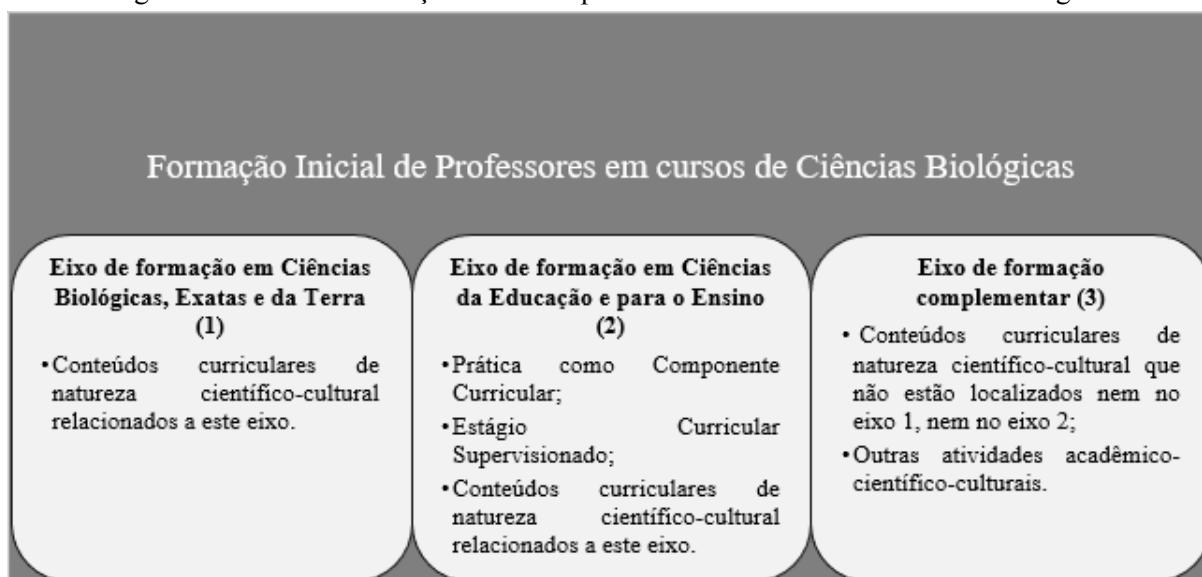 Formação Inicial de Professores em cursos de Ciências Biológicas
Eixo de formação em Ciências
Biológicas, Exatas e da Terra
(1)
•Conteúdos curriculares de
natureza científico-cultural
relacionados a este eixo.
Eixo de formação em Ciências
da Educação e para o Ensino
(2)
•Prática como Componente
Curricular;
•Estágio Curricular
Supervisionado;
•Conteúdos curriculares de
natureza científico-cultural
relacionados a este eixo.
Eixo de formação
complementar (3)
• Conteúdos curriculares de
natureza científico-cultural que
não estão localizados nem no
eixo 1, nem no eixo 2;
•Outras atividades acadêmico-
científico-culturais.